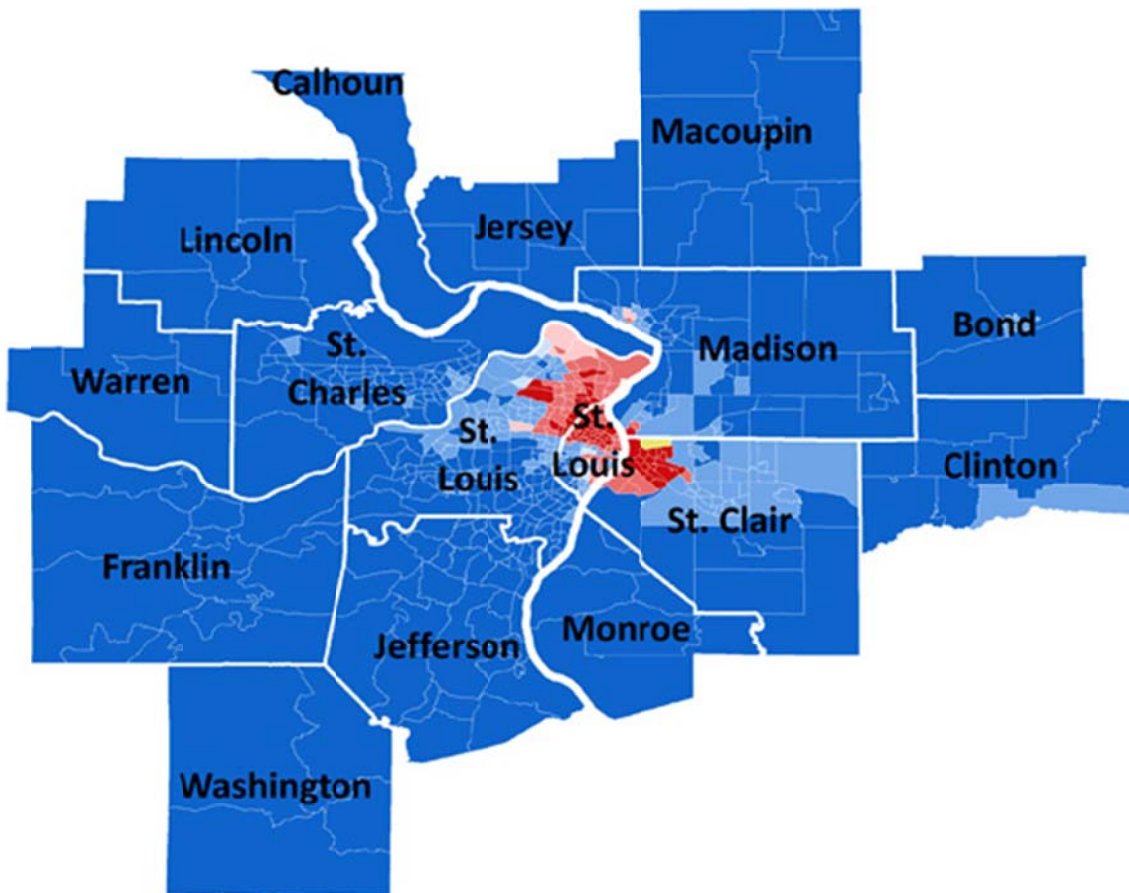 Calhoun
Macoupin
Lincoln
Jersey
Bond
St.
Charles
Madison
Warren
St.
Louis
St.
Louis
Clinton
St. Clair
Franklin
Jefferson
Monroe
Washington